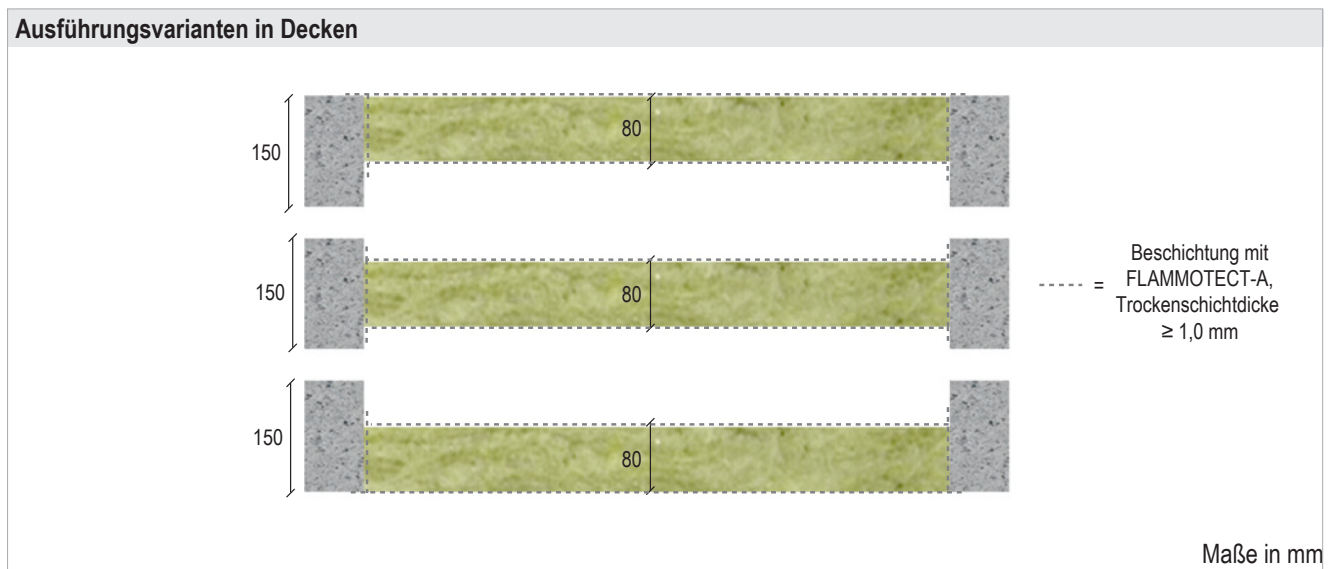 Ausführungsvarianten in Decken
150
80
150
80
150
80
Beschichtung mit
= FLAMMOTECT-A,
Trockenschichtdicke
≥ 1,0 mm
Maße in mm